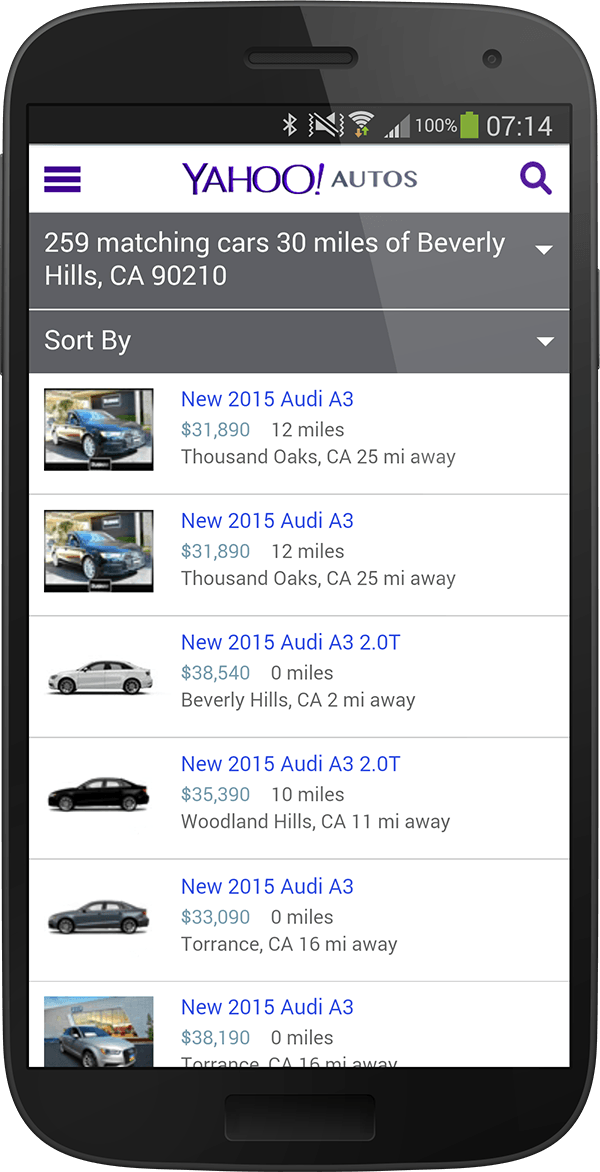 100% 07:14
YAHOO! AUTOS
259 matching cars 30 miles of Beverly
Hills, CA 90210
Sort By
New 2015 Audi A3
$31,890 12 miles
Thousand Oaks, CA 25 mi away
New 2015 Audi A3
$31,890 12 miles
Thousand Oaks, CA 25 mi away
New 2015 Audi A3 2.0T
$38,540 0 miles
Beverly Hills, CA 2 mi away
New 2015 Audi A3 2.0T
$35,390 10 miles
Woodland Hills, CA 11 mi away
New 2015 Audi A3
$33,090 0 miles
Torrance, CA 16 mi away
New 2015 Audi A3
$38,190 0 miles
Torrance, CA 16 mi away